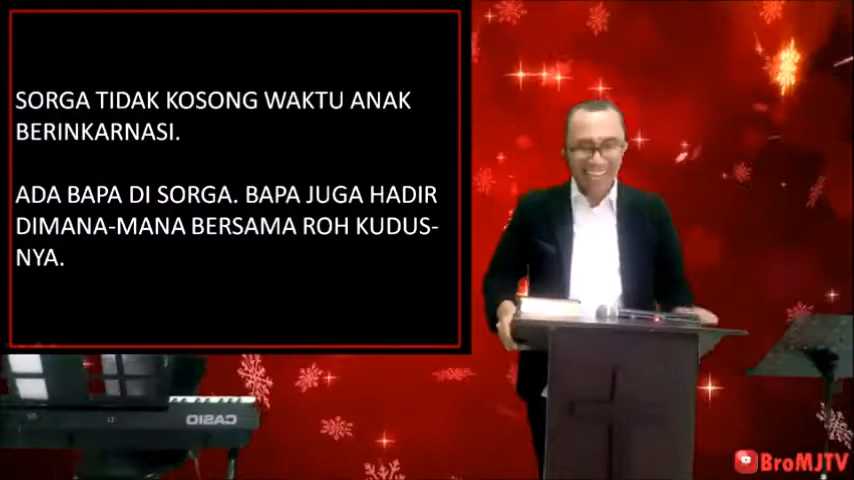 SORGA TIDAK KOSONG WAKTU ANAK
BERINKARNASI.
ADA BAPA DI SORGA. BAPA JUGA HADIR
DIMANA-MANA BERSAMA ROH KUDUS-
NYA.
CASIO
BroMJTV